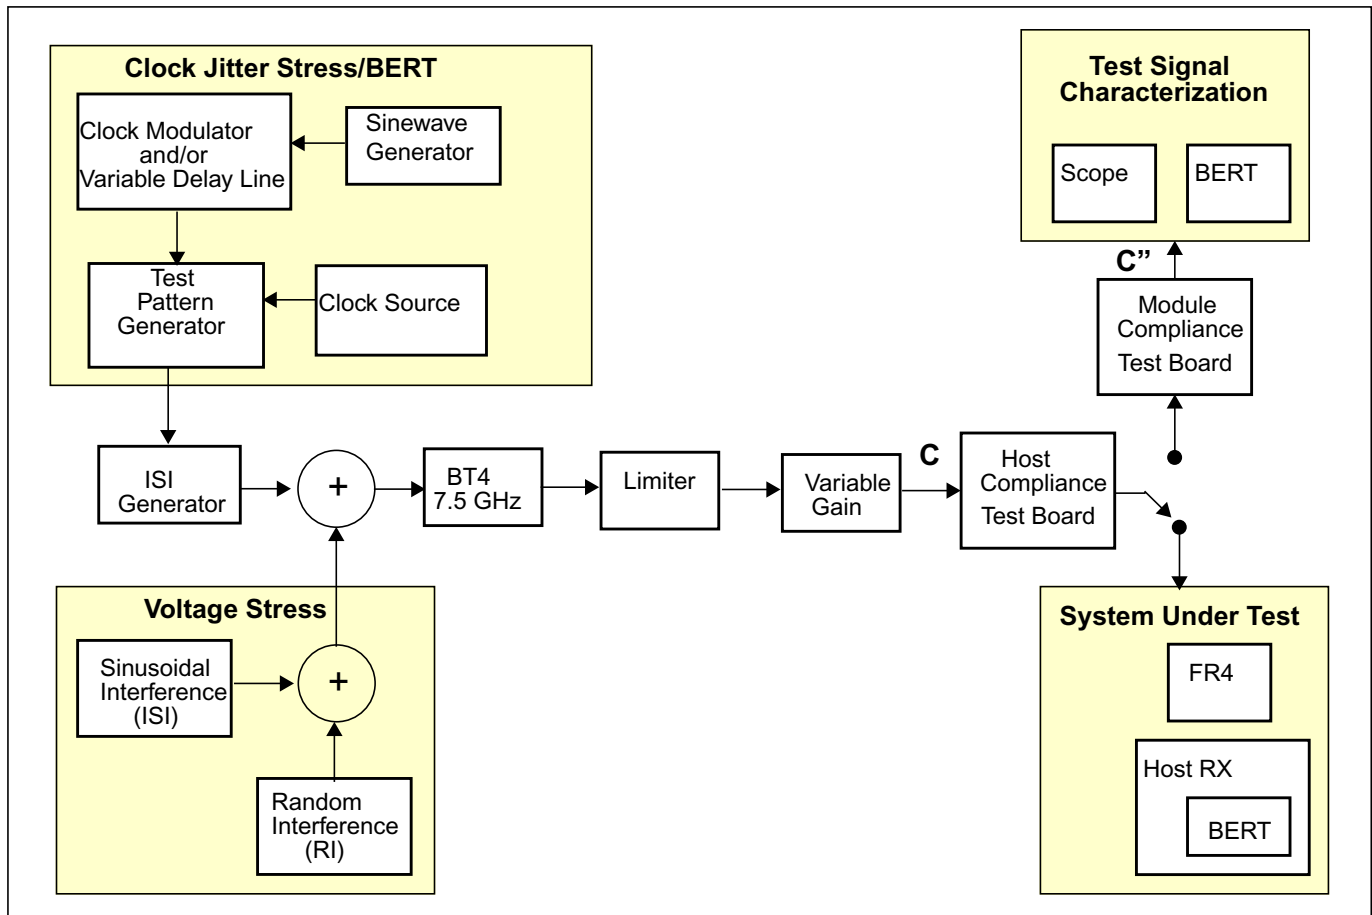 Clock Jitter Stress/BERT
Clock Modulator
and/or
Variable Delay Line
Sinewave
Generator
Test
Pattern
Generator
Clock Source
ISI
Generator
+
BT4
7.5 GHz
Limiter
Variable
Gain
C
Host
Compliance
Test Board
Test Signal
Characterization
Scope
BERT
C”
Module
Compliance
Test Board
Voltage Stress
Sinusoidal
Interference
(ISI)
+
Random
Interference
(RI)
System Under Test
FR4
Host RX
BERT